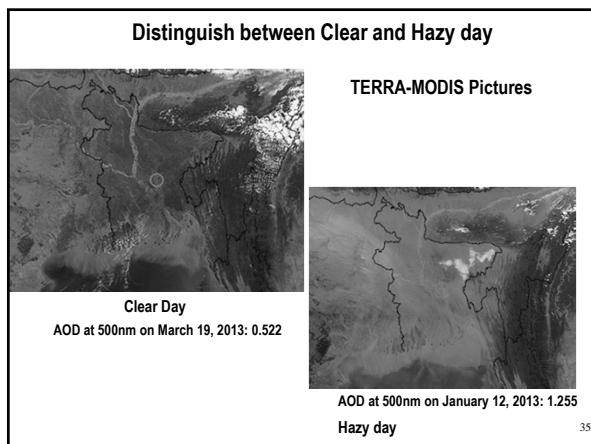 Distinguish between Clear and Hazy day
TERRA-MODIS Pictures
Clear Day
AOD at 500nm on March 19, 2013: 0.522
AOD at 500nm on January 12, 2013: 1.255
Hazy day
35